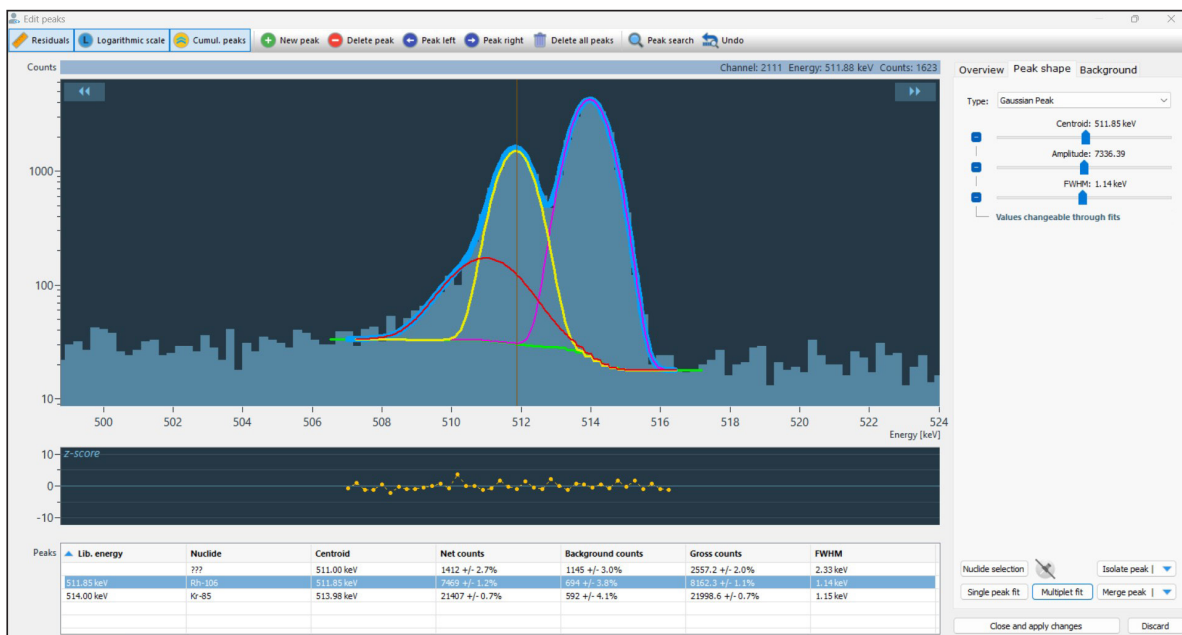 Edit peaks
Residuals Logarithmic scale Cumul. peaks New peak Delete peak Peak left Peak right Delete all peaks Peak search Undo
Counts
Channel: 2111 Energy: 511.88 keV Counts: 1623
1000
100
10
500 502 504 506 508 510 512 514 516 518 520 522 524
Energy [keV]
10
z-score
0
-10
Peaks
Lib. energy Nuclide Centroid Net counts Background counts Gross counts FWHM
??? 511.00 keV 1412 +/- 2.7% 1145 +/- 3.0% 2557.2 +/- 2.0% 2.33 keV
511.85 keV Rh-106 511.85 keV 7469 +/- 1.2% 694 +/- 3.8% 8162.3 +/- 1.1% 1.14 keV
514.00 keV Kr-85 513.98 keV 21407 +/- 0.7% 592 +/- 4.1% 21998.6 +/- 0.7% 1.15 keV
Overview Peak shape Background
Type: Gaussian Peak
Centroid: 511.85 keV
Amplitude: 7336.39
FWHM: 1.14 keV
Values changeable through fits
Nuclide selection Isolate peak |
Single peak fit Multiplet fit Merge peak |
Close and apply changes Discard